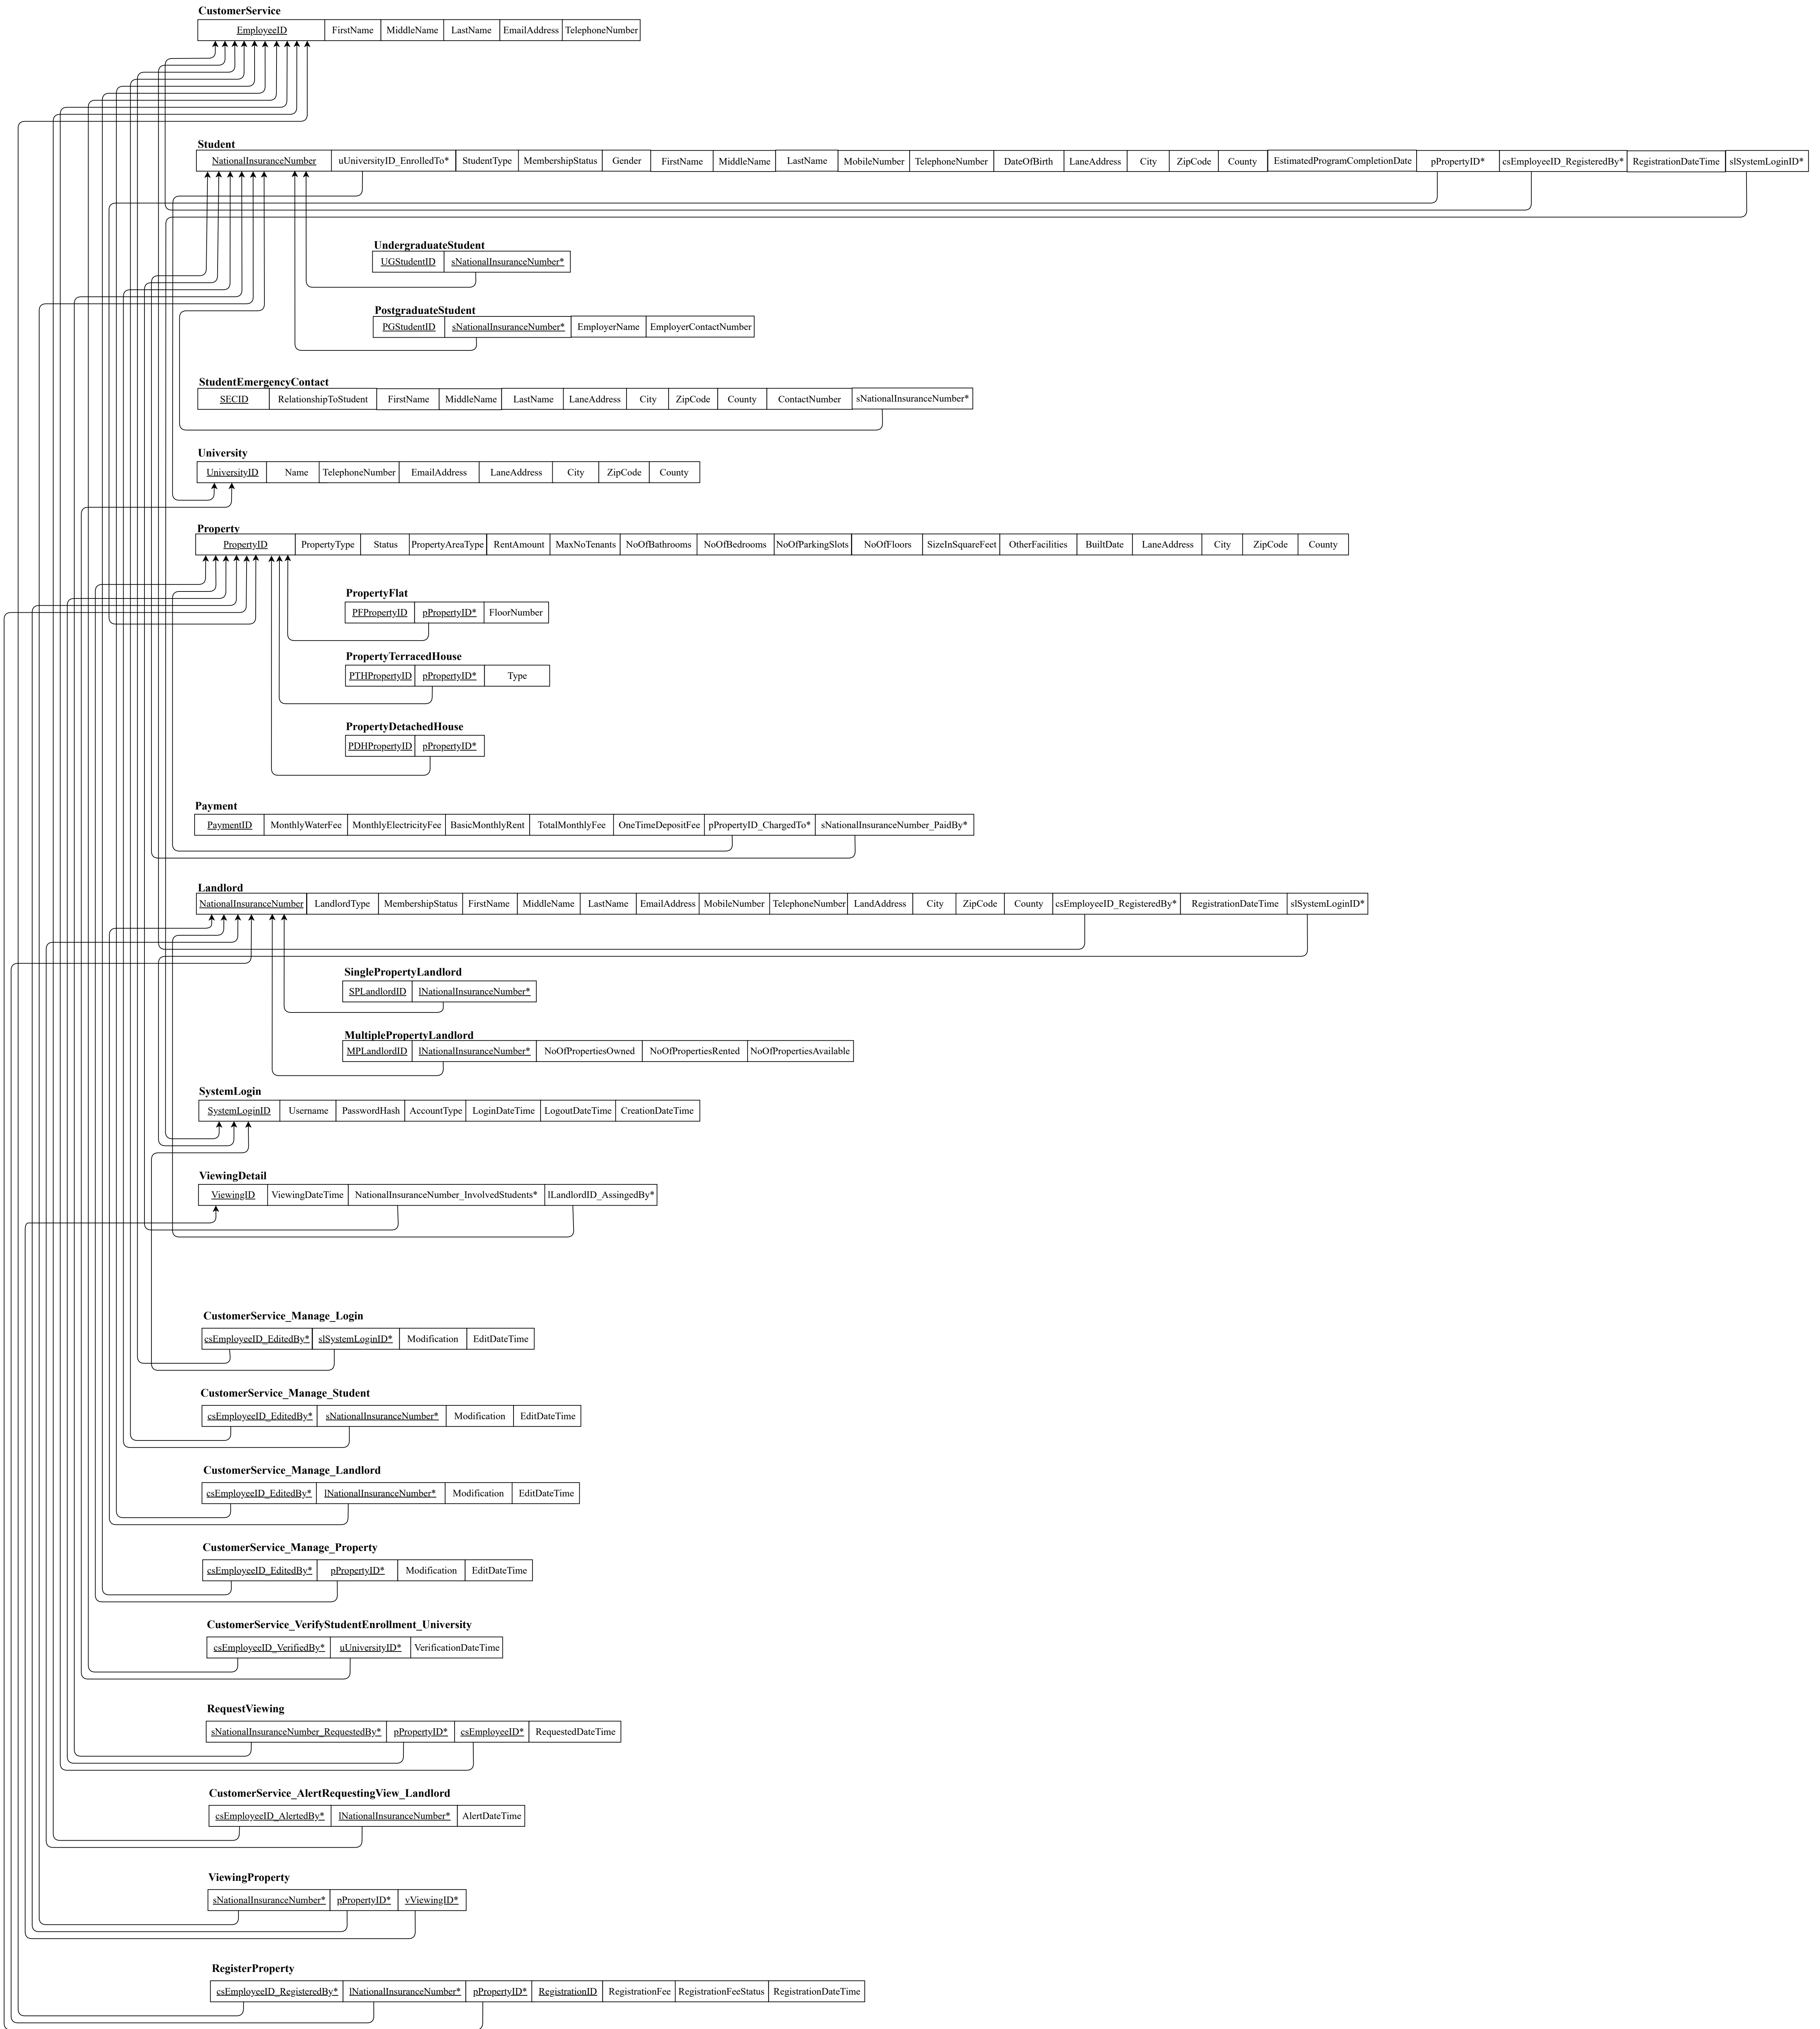 CustomerService
EmployeeID FirstName MiddleName LastName EmailAddress TelephoneNumber
Student
NationalInsuranceNumber uUniversityID_EnrolledTo* StudentType MembershipStatus Gender FirstName MiddleName LastName MobileNumber TelephoneNumber DateOfBirth LaneAddress City ZipCode County EstimatedProgramCompletionDate pPropertyID* csEmployeeID_RegisteredBy* RegistrationDateTime slSystemLoginID*
UndergraduateStudent
UGStudentID sNationalInsuranceNumber*
PostgraduateStudent
PGStudentID sNationalInsuranceNumber* EmployerName EmployerContactNumber
StudentEmergencyContact
SECID RelationshipToStudent FirstName MiddleName LastName LaneAddress City ZipCode County ContactNumber sNationalInsuranceNumber*
University
UniversityID Name TelephoneNumber EmailAddress LaneAddress City ZipCode County
Property
PropertyID PropertyType Status PropertyAreaType RentAmount MaxNoTenants NoOfBathrooms NoOfBedrooms NoOfParkingSlots NoOfFloors SizeInSquareFeet OtherFacilities BuiltDate LaneAddress City ZipCode County
PropertyFlat
PFPropertyID pPropertyID* FloorNumber
PropertyTerracedHouse
PTHPropertyID pPropertyID* Type
PropertyDetachedHouse
PDHPropertyID pPropertyID*
Payment
PaymentID MonthlyWaterFee MonthlyElectricityFee BasicMonthlyRent TotalMonthlyFee OneTimeDepositFee pPropertyID_ChargedTo* sNationalInsuranceNumber_PaidBy*
Landlord
NationalInsuranceNumber LandlordType MembershipStatus FirstName MiddleName LastName EmailAddress MobileNumber TelephoneNumber LandAddress City ZipCode County csEmployeeID_RegisteredBy* RegistrationDateTime slSystemLoginID*
SinglePropertyLandlord
SPLandlordID lNationalInsuranceNumber*
MultiplePropertyLandlord
MPLandlordID lNationalInsuranceNumber* NoOfPropertiesOwned NoOfPropertiesRented NoOfPropertiesAvailable
SystemLogin
SystemLoginID Username PasswordHash AccountType LoginDateTime LogoutDateTime CreationDateTime
ViewingDetail
ViewingID ViewingDateTime NationalInsuranceNumber_InvolvedStudents* lLandlordID_AssingedBy*
CustomerService_Manage_Login
csEmployeeID_EditedBy* slSystemLoginID* Modification EditDateTime
CustomerService_Manage_Student
csEmployeeID_EditedBy* sNationalInsuranceNumber* Modification EditDateTime
CustomerService_Manage_Landlord
csEmployeeID_EditedBy* lNationalInsuranceNumber* Modification EditDateTime
CustomerService_Manage_Property
csEmployeeID_EditedBy* pPropertyID* Modification EditDateTime
CustomerService_VerifyStudentEnrollment_University
csEmployeeID_VerifiedBy* uUniversityID* VerificationDateTime
RequestViewing
sNationalInsuranceNumber_RequestedBy* pPropertyID* csEmployeeID* RequestedDateTime
CustomerService_AlertRequestingView_Landlord
csEmployeeID_AlertedBy* lNationalInsuranceNumber* AlertDateTime
ViewingProperty
sNationalInsuranceNumber* pPropertyID* vViewingID*
RegisterProperty
csEmployeeID_RegisteredBy* lNationalInsuranceNumber* pPropertyID* RegistrationID RegistrationFee RegistrationFeeStatus RegistrationDateTime